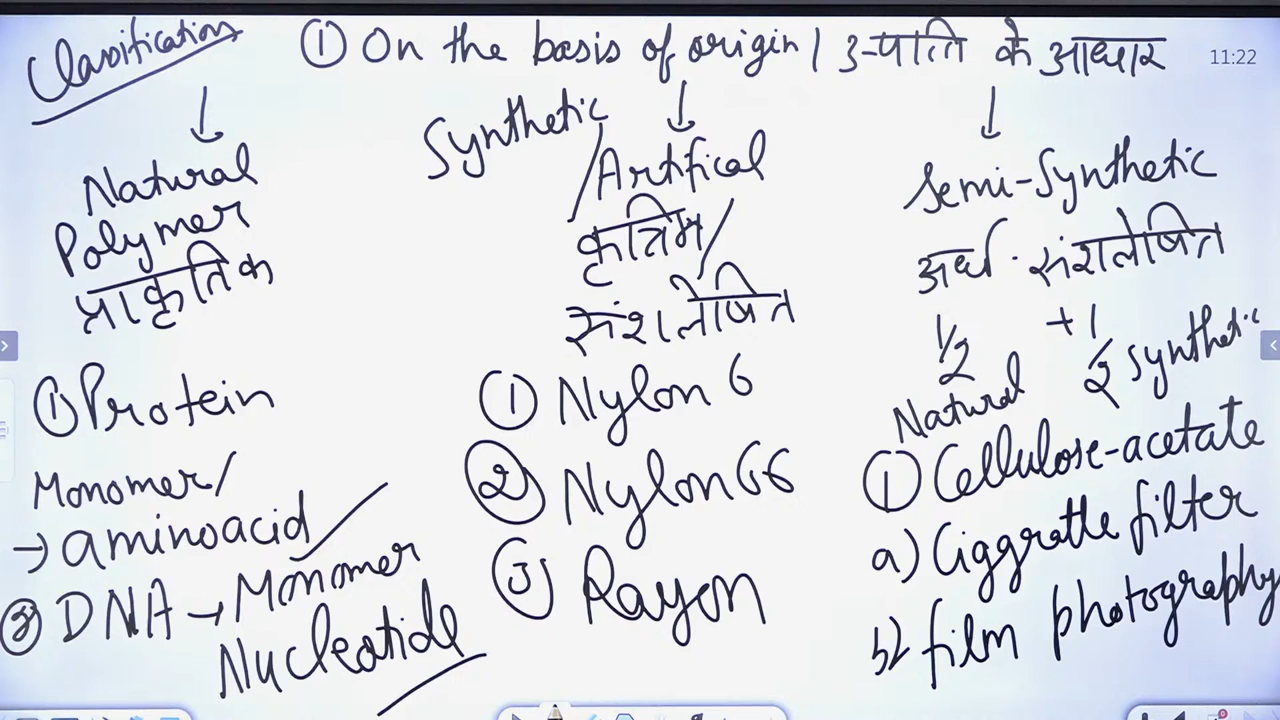 Classification
① On the basis of origin / उत्पाति के आधार
11:22
Natural
Polymer
प्राकृतिक
① Protein
Monomer/
→ aminoacid
② DNA → Monomer
Nucleotide
Synthetic
/Artifical
कृत्रिम/
संश्लेषित
① Nylon 6
② Nylon 66
③ Rayon
Semi-Synthetic
अर्ध-संश्लेषित
1/2 + 1/2 Synthetic
Natural
① Cellulose-acetate
a) Ciggratte filter
b) film photography